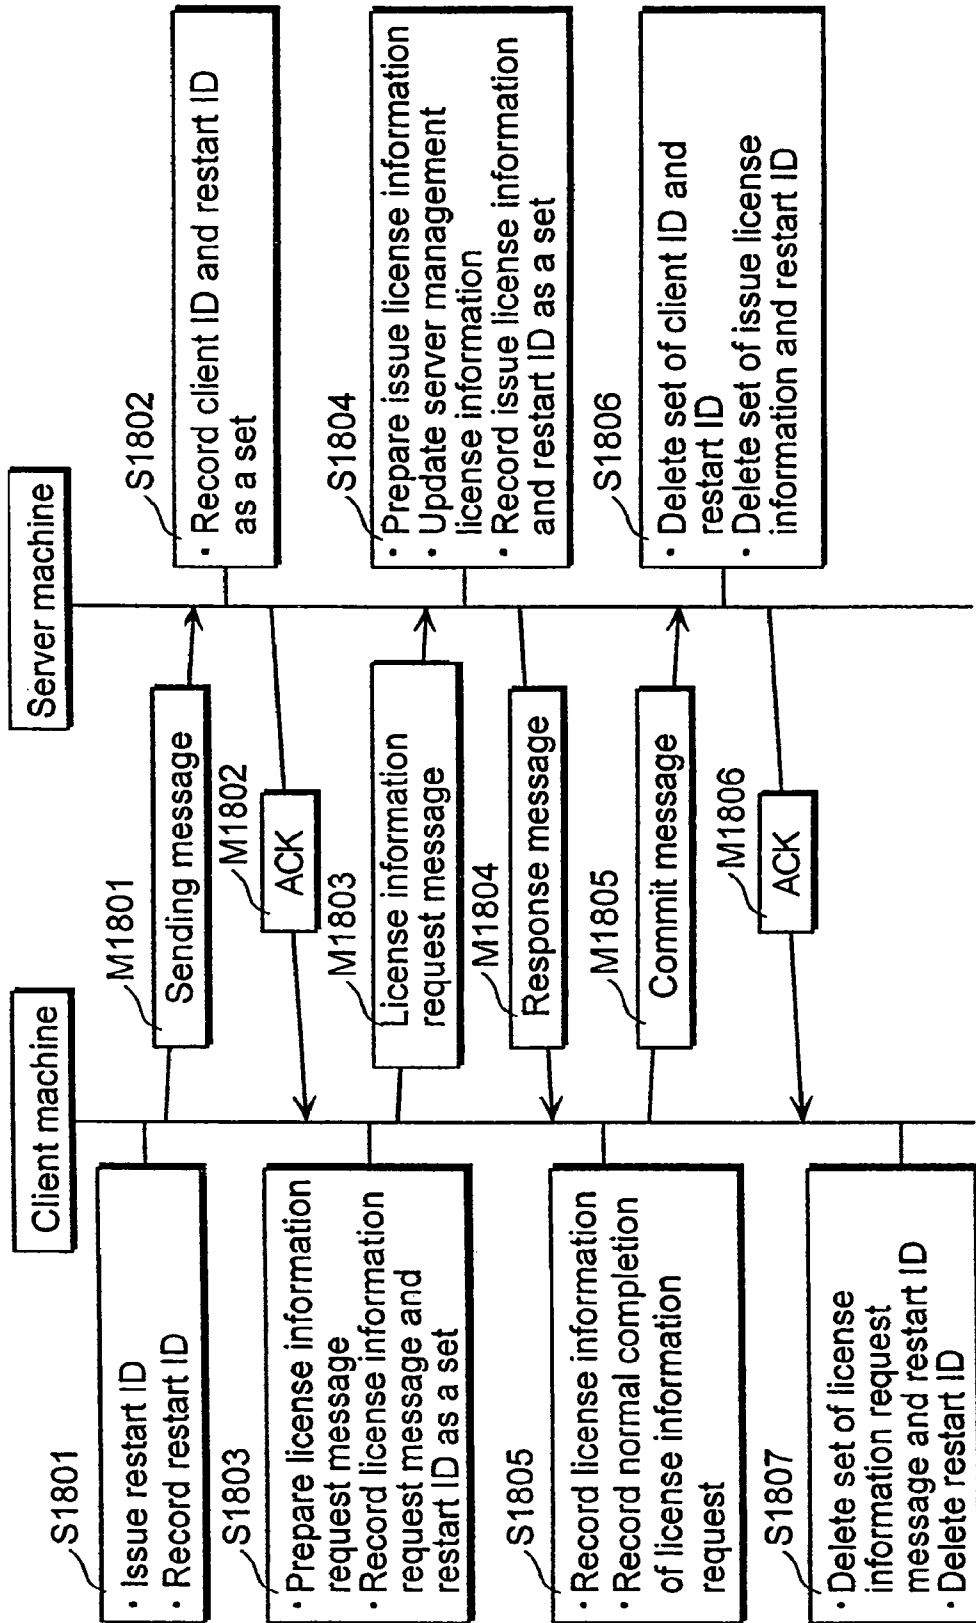 Client machine
Server machine
S1801
• Issue restart ID
• Record restart ID
M1801
Sending message
S1802
• Record client ID and restart ID
as a set
M1802
ACK
S1803
• Prepare license information
request message
• Record license information
request message and
restart ID as a set
M1803
License information
request message
S1804
• Prepare issue license information
• Update server management
license information
• Record issue license information
and restart ID as a set
M1804
Response message
S1805
• Record license information
• Record normal completion
of license information
request
M1805
Commit message
S1806
• Delete set of client ID and
restart ID
• Delete set of issue license
information and restart ID
M1806
ACK
S1807
• Delete set of license
information request
message and restart ID
• Delete restart ID